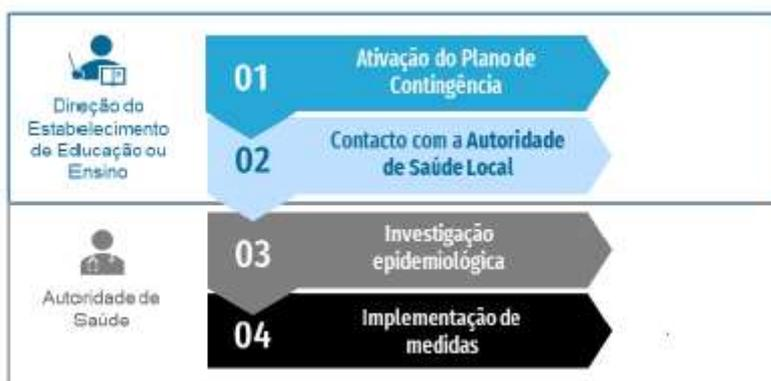 Direção do
Estabelecimento
de Educação ou
Ensino
01
Ativação do Plano de
Contingência
02
Contacto com a Autoridade
de Saúde Local
Autoridade de
Saúde
03
Investigação
epidemiológica
04
Implementação de
medidas